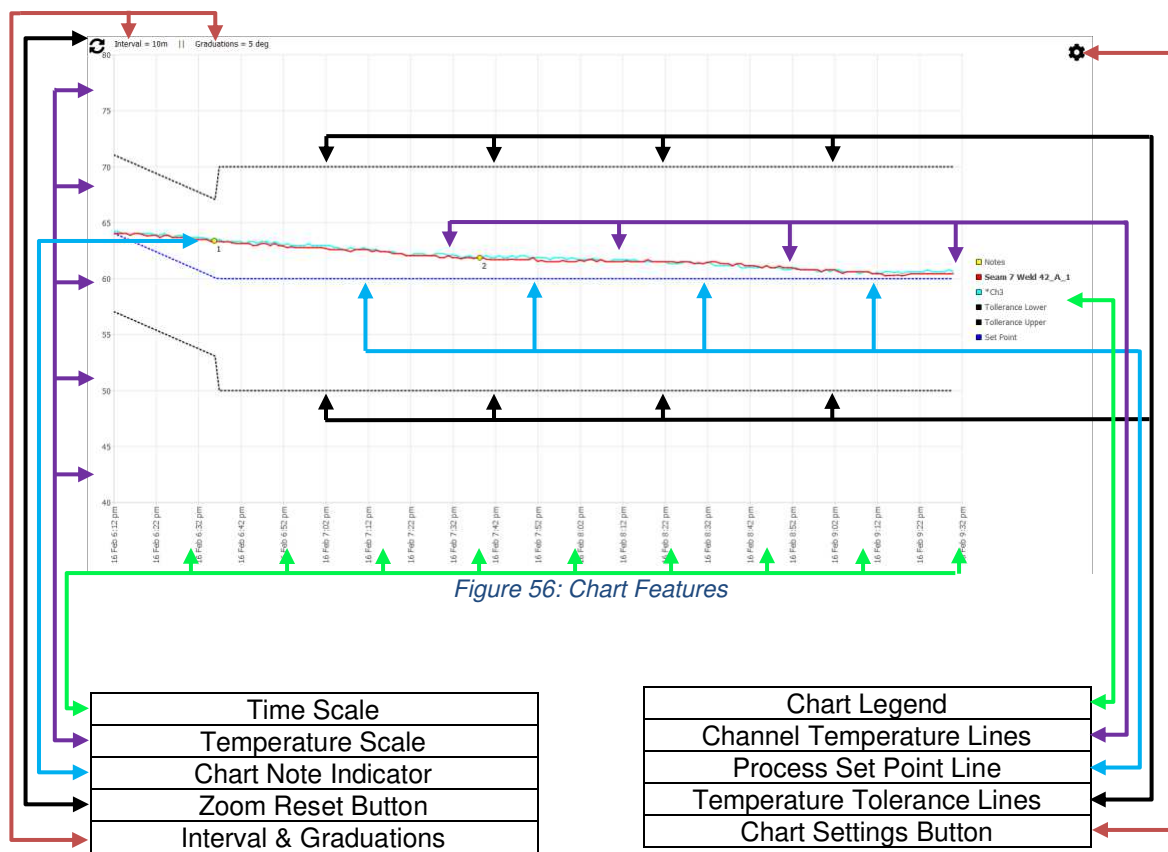 Interval = 10m || Graduations = 5 deg
80
75
70
65
60
55
50
45
40
1
2
Notes
Seam 7 Weld 42_A_1
*Ch3
Tollerance Lower
Tollerance Upper
Set Point
16 Feb 6:12 pm
16 Feb 6:22 pm
16 Feb 6:32 pm
16 Feb 6:42 pm
16 Feb 6:52 pm
16 Feb 7:02 pm
16 Feb 7:12 pm
16 Feb 7:22 pm
16 Feb 7:32 pm
16 Feb 7:42 pm
16 Feb 7:52 pm
16 Feb 8:02 pm
16 Feb 8:12 pm
16 Feb 8:22 pm
16 Feb 8:32 pm
16 Feb 8:42 pm
16 Feb 8:52 pm
16 Feb 9:02 pm
16 Feb 9:12 pm
16 Feb 9:22 pm
16 Feb 9:32 pm
Figure 56: Chart Features
Time Scale
Temperature Scale
Chart Note Indicator
Zoom Reset Button
Interval & Graduations
Chart Legend
Channel Temperature Lines
Process Set Point Line
Temperature Tolerance Lines
Chart Settings Button